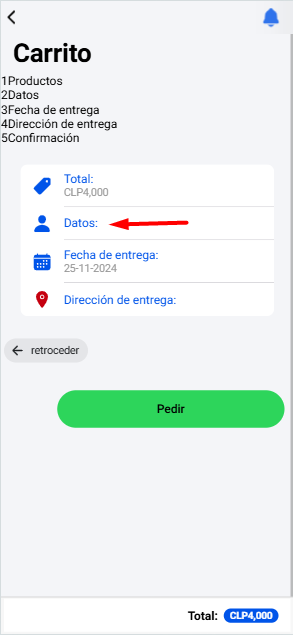 Carrito
1Productos
2Datos
3Fecha de entrega
4Dirección de entrega
5Confirmación
Total:
CLP4,000
Datos:
Fecha de entrega:
25-11-2024
Dirección de entrega:
retroceder
Pedir
Total: CLP4,000